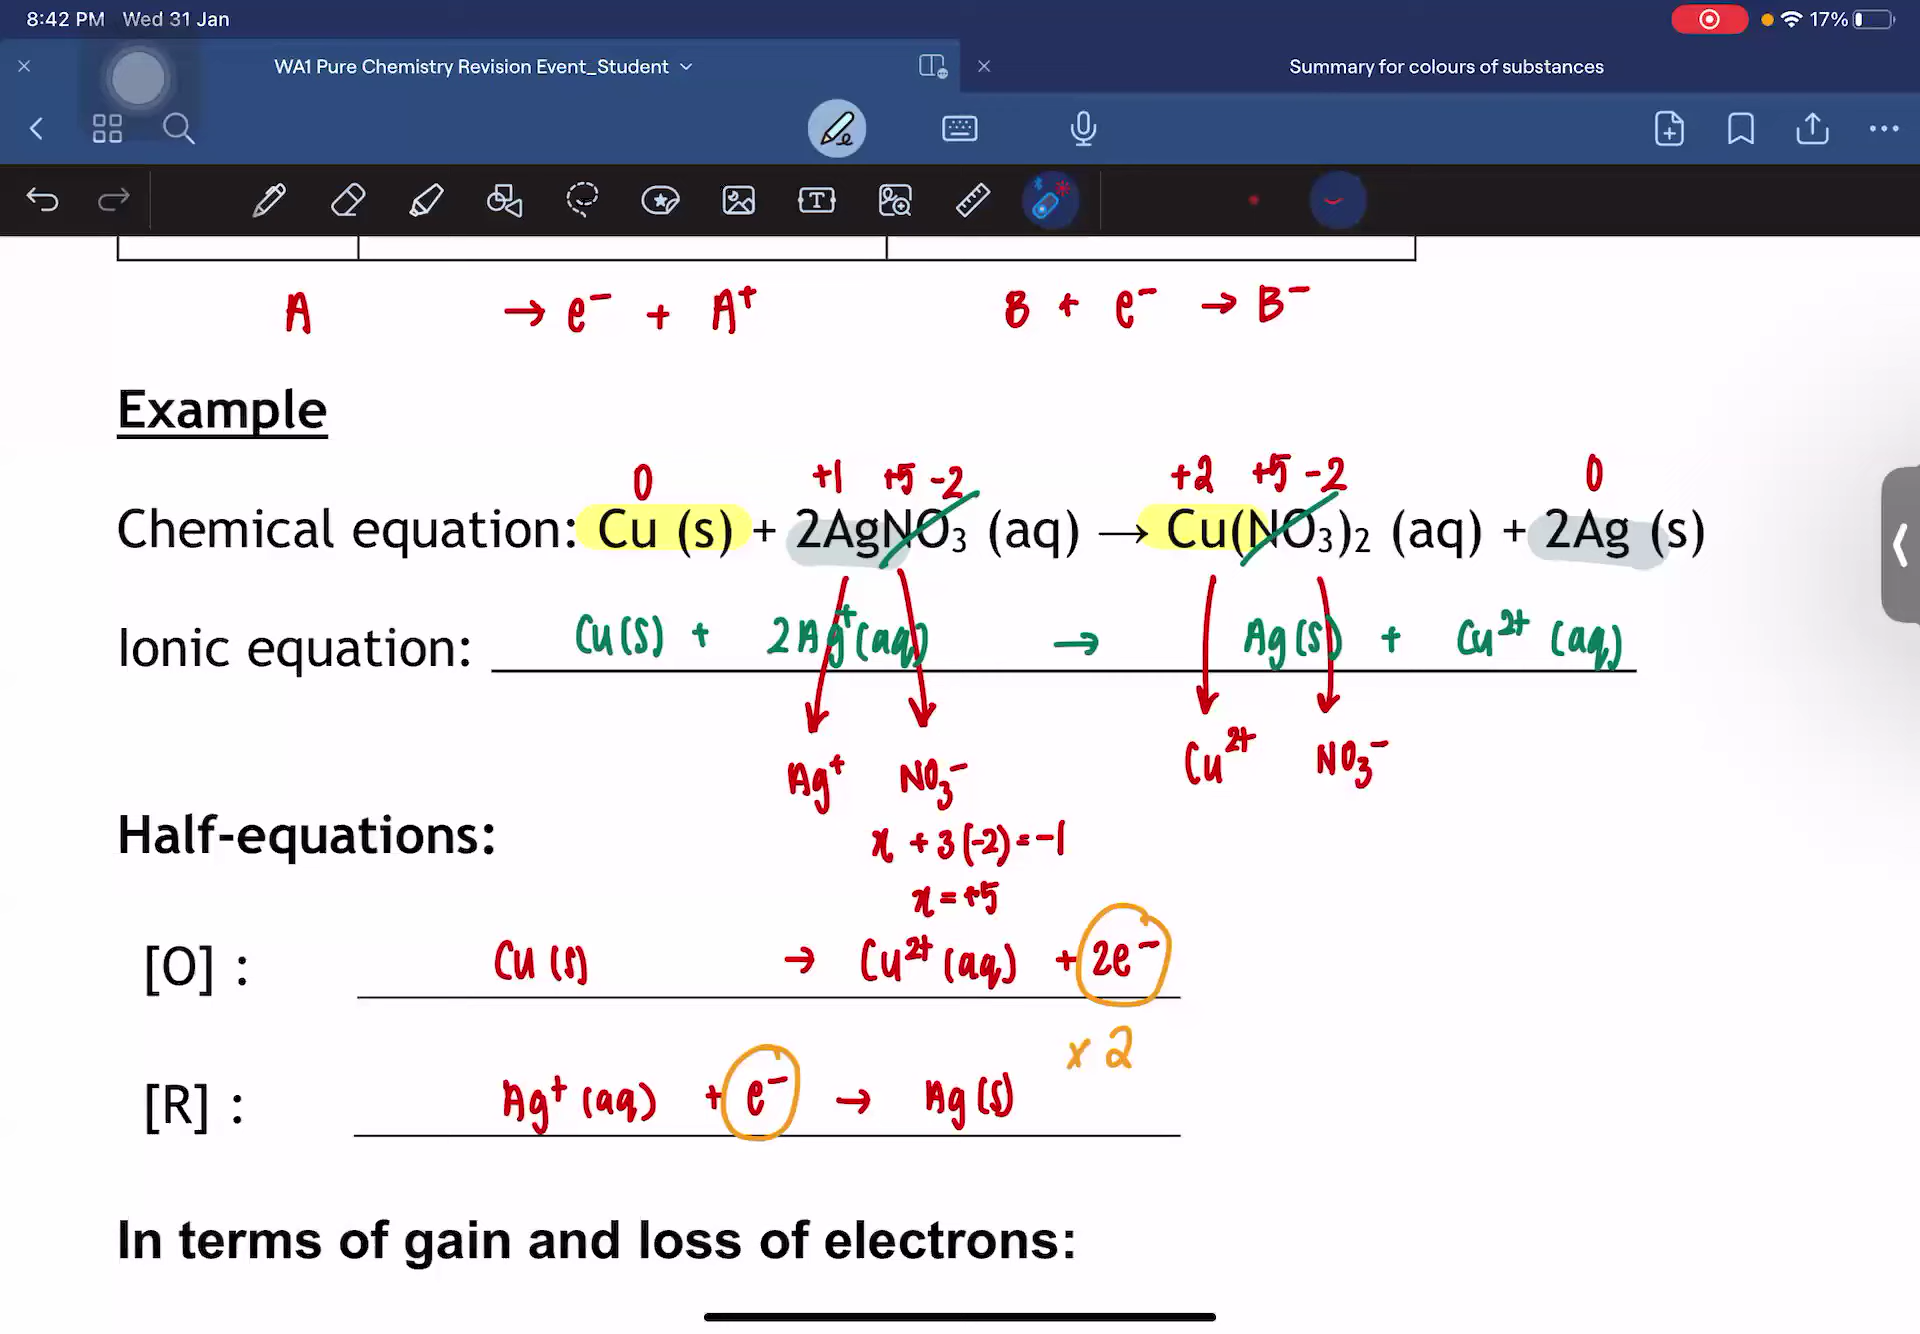 8:42 PM Wed 31 Jan 17%
WA1 Pure Chemistry Revision Event_Student Summary for colours of substances
A → e⁻ + A⁺ B + e⁻ → B⁻
Example
0 +1 +5 -2 +2 +5 -2 0
Chemical equation: Cu (s) + 2AgNO₃ (aq) → Cu(NO₃)₂ (aq) + 2Ag (s)
Ionic equation: Cu(s) + 2Ag⁺(aq) → Ag(s) + Cu²⁺ (aq)
Ag⁺ NO₃⁻ Cu²⁺ NO₃⁻
Half-equations:
x + 3(-2) = -1
x = +5
[O] : Cu (s) → Cu²⁺ (aq) + 2e⁻
x 2
[R] : Ag⁺ (aq) + e⁻ → Ag (s)
In terms of gain and loss of electrons: